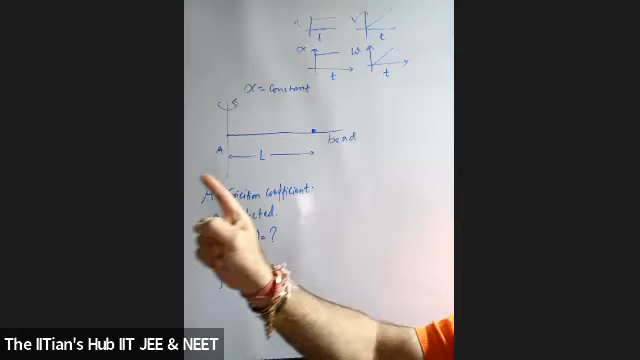 t
V
t
α
t
W
t
α = Constant
A
L
bead
friction coefficient.
?
The IITian's Hub IIT JEE & NEET